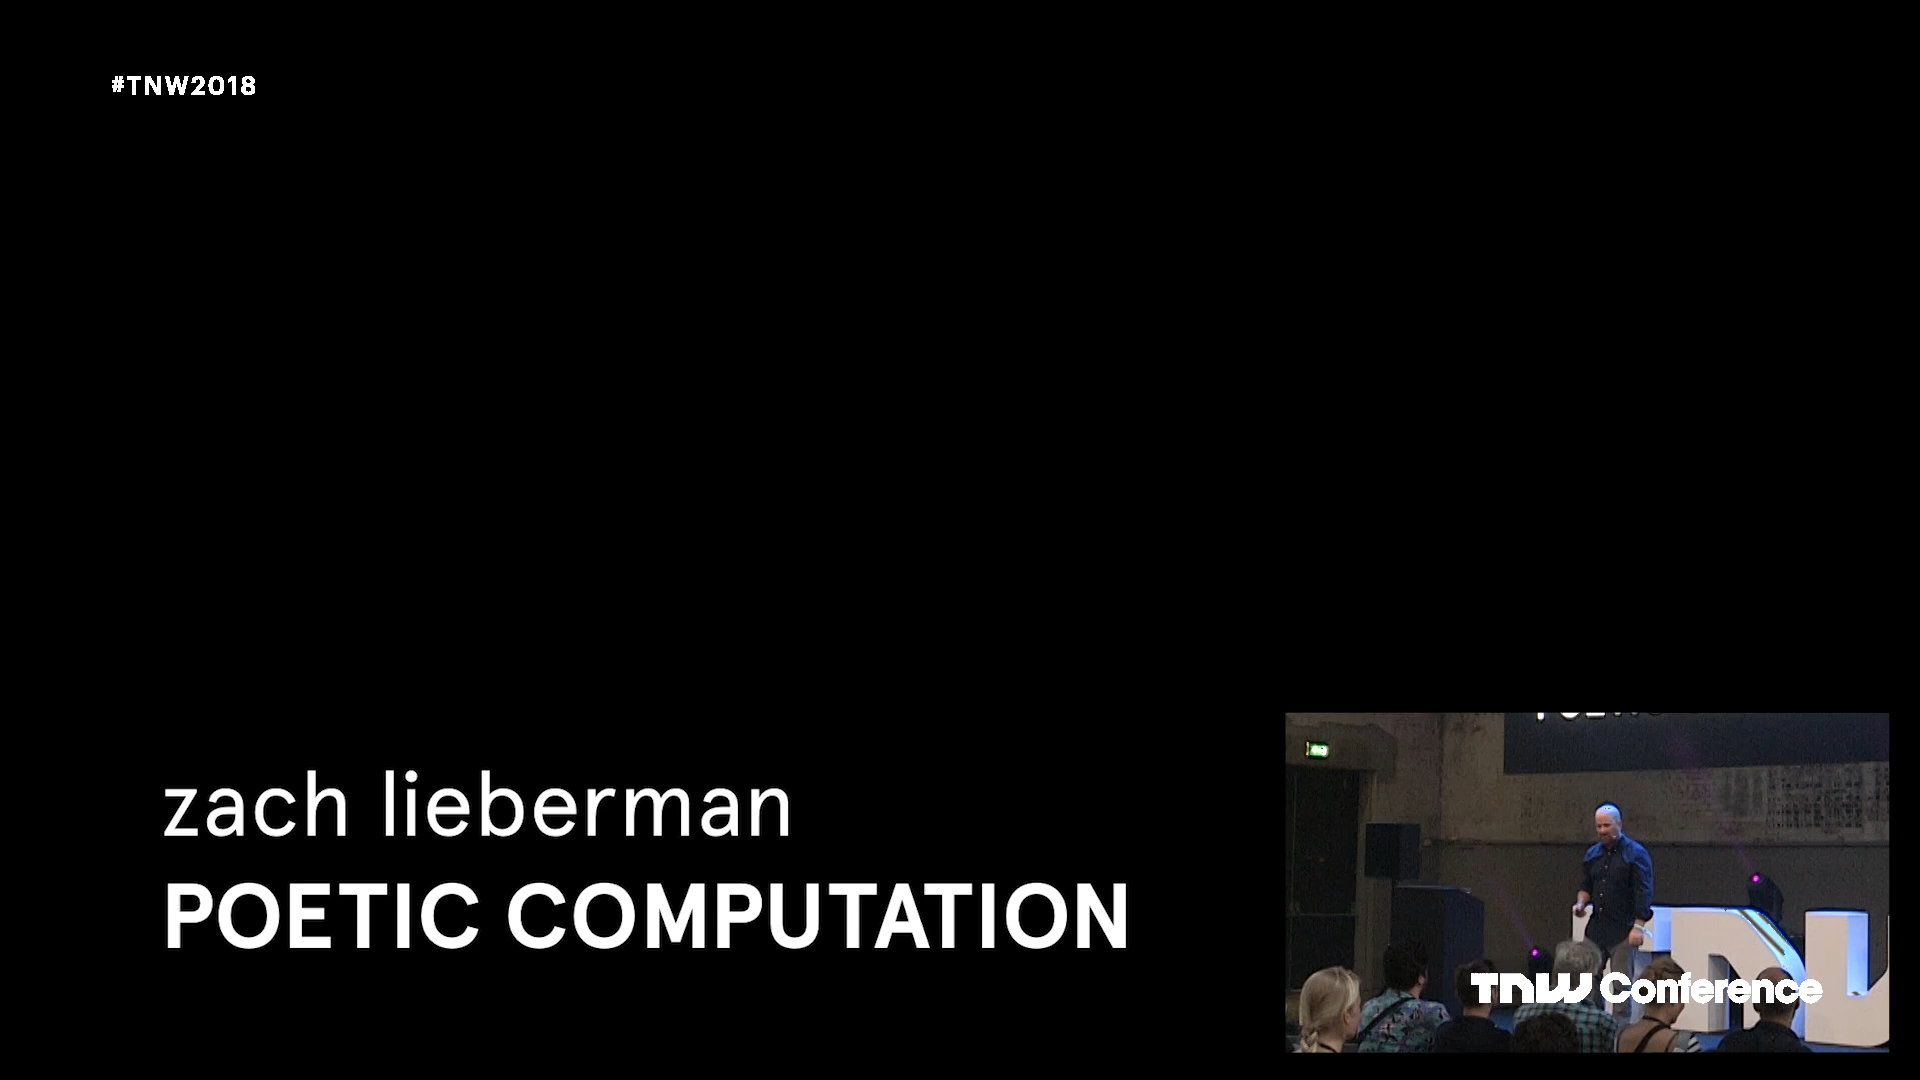 #TNW2018
zach lieberman
POETIC COMPUTATION
TNW Conference